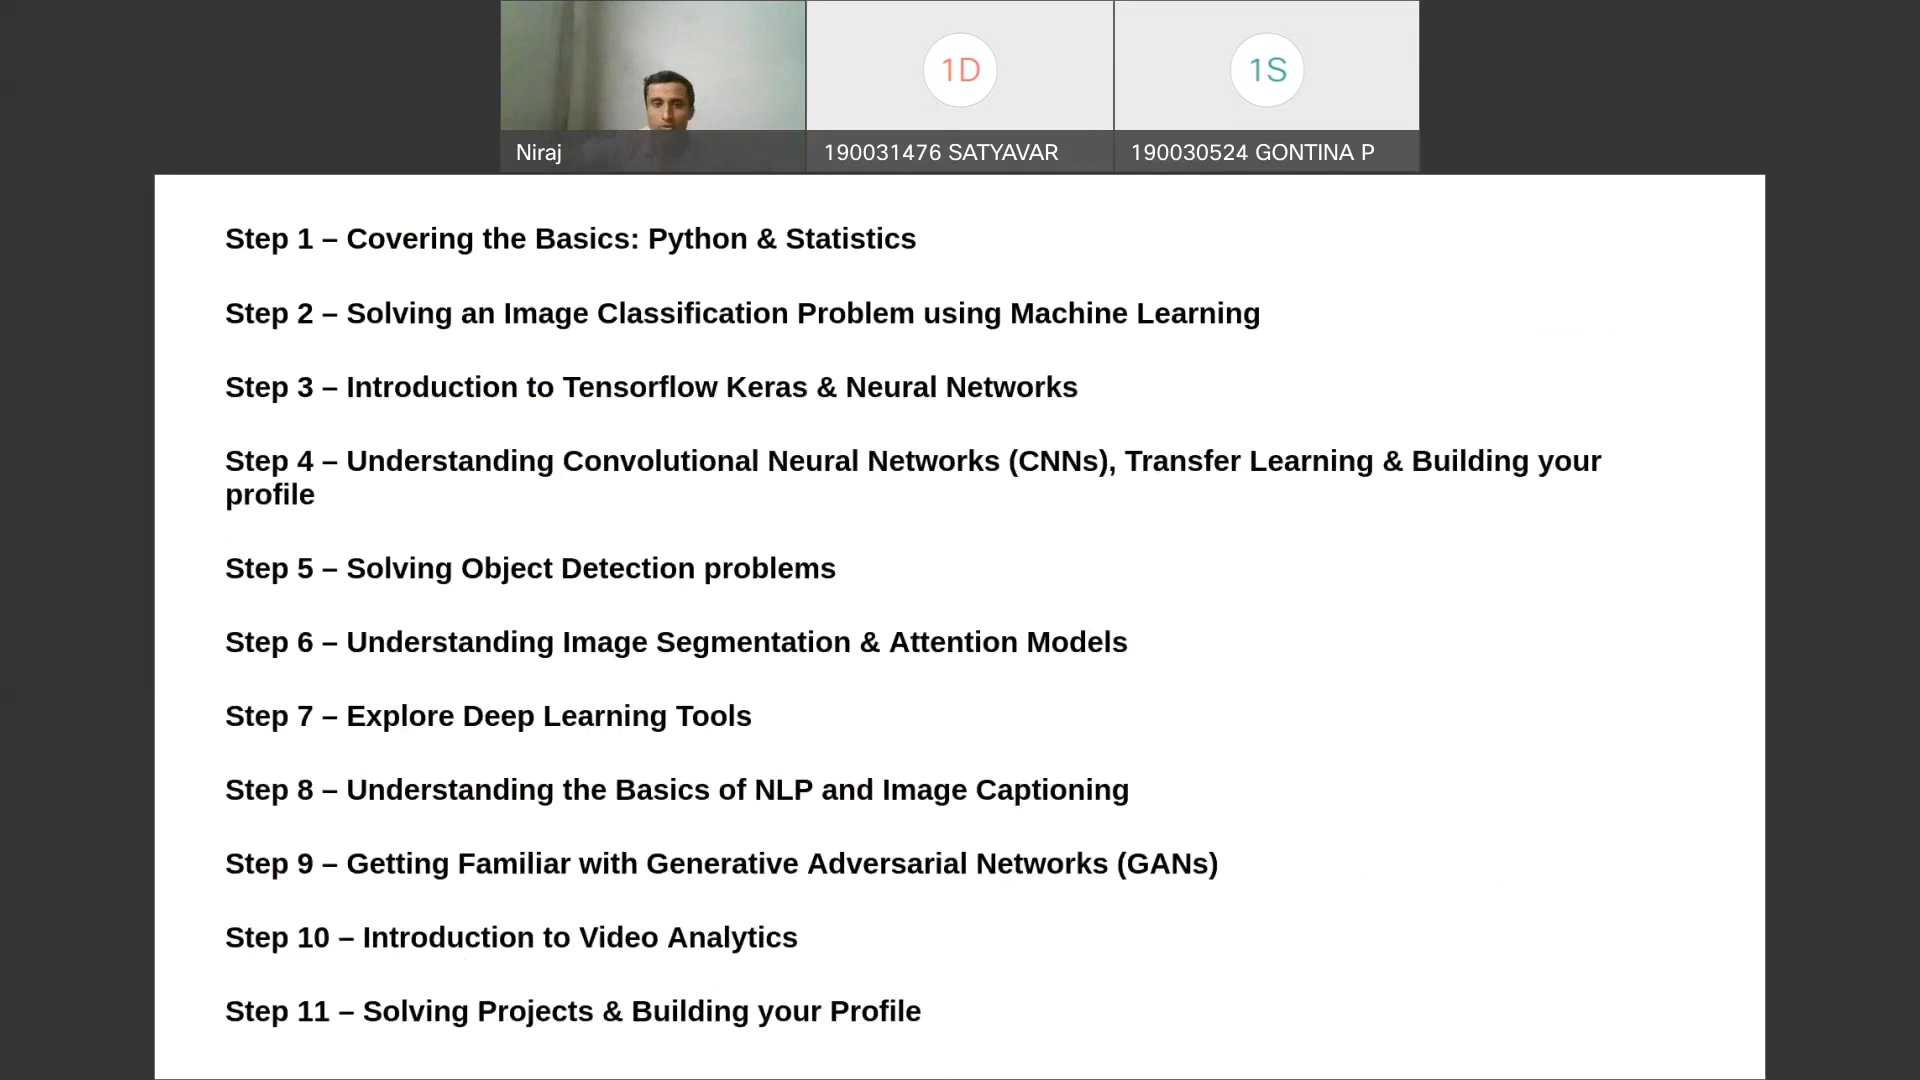 1D
1S
Niraj
190031476 SATYAVAR
190030524 GONTINA P
Step 1 – Covering the Basics: Python & Statistics
Step 2 – Solving an Image Classification Problem using Machine Learning
Step 3 – Introduction to Tensorflow Keras & Neural Networks
Step 4 – Understanding Convolutional Neural Networks (CNNs), Transfer Learning & Building your
profile
Step 5 – Solving Object Detection problems
Step 6 – Understanding Image Segmentation & Attention Models
Step 7 – Explore Deep Learning Tools
Step 8 – Understanding the Basics of NLP and Image Captioning
Step 9 – Getting Familiar with Generative Adversarial Networks (GANs)
Step 10 – Introduction to Video Analytics
Step 11 – Solving Projects & Building your Profile